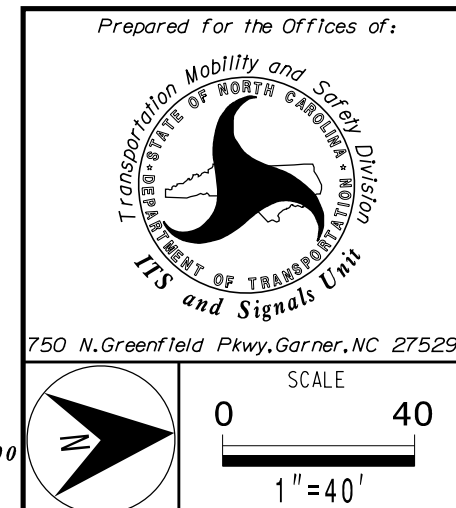 Prepared for the Offices of:
Transportation Mobility and Safety Division
STATE OF NORTH CAROLINA
DEPARTMENT OF TRANSPORTATION
ITS and Signals Unit
750 N.Greenfield Pkwy,Garner,NC 27529
SCALE
0 40
N
1"=40'